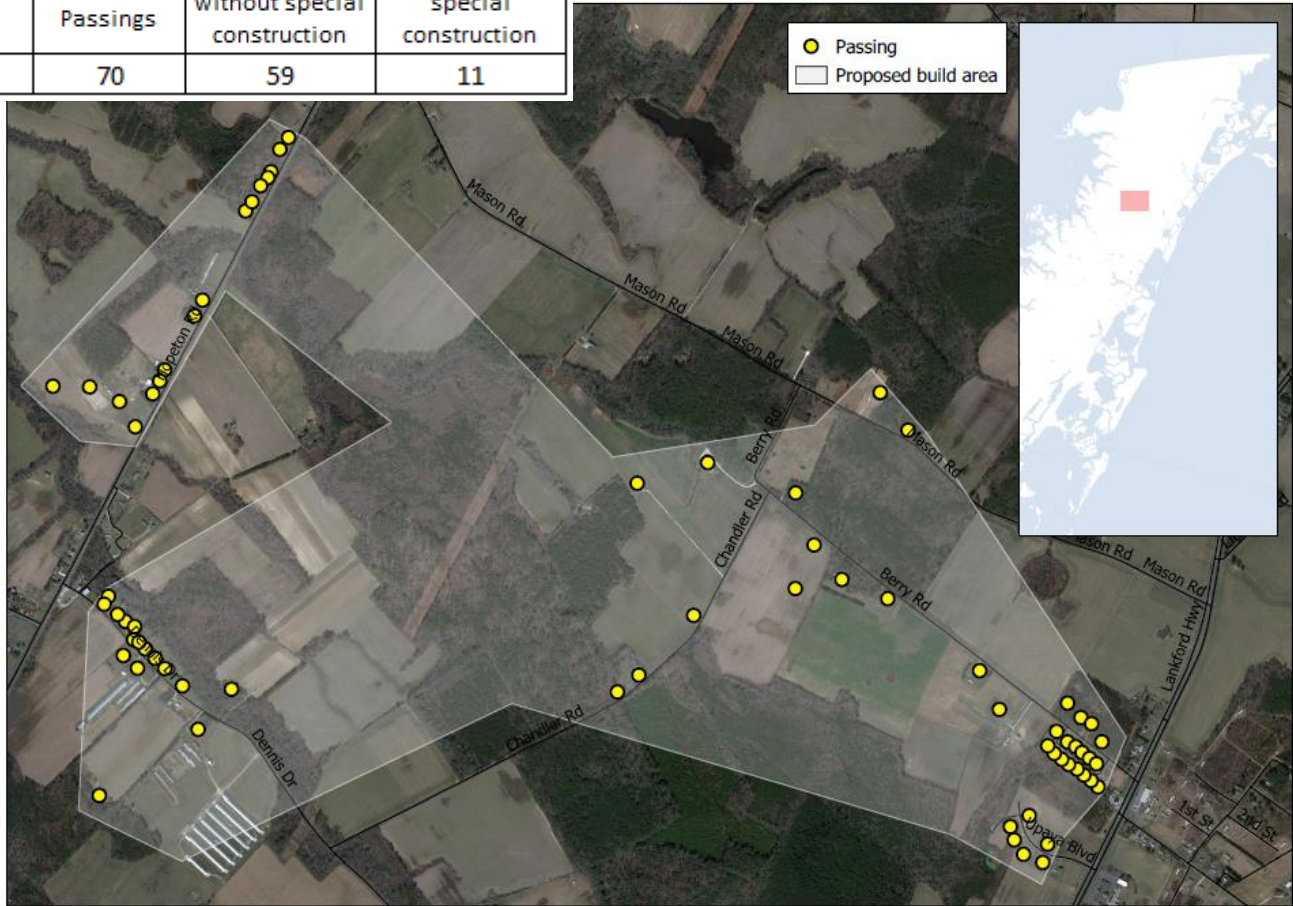 Passings
without special
construction
special
construction
70
59
11
Passing
Proposed build area
Mason Rd
Mason Rd
Mason Rd
Berry Rd
Mason Rd
Chandler Rd
Mason Rd
Mason Rd
Berry Rd
Lankford Hwy
Dennis Dr
Chandler Rd
1st St
2nd St
Upava Blvd